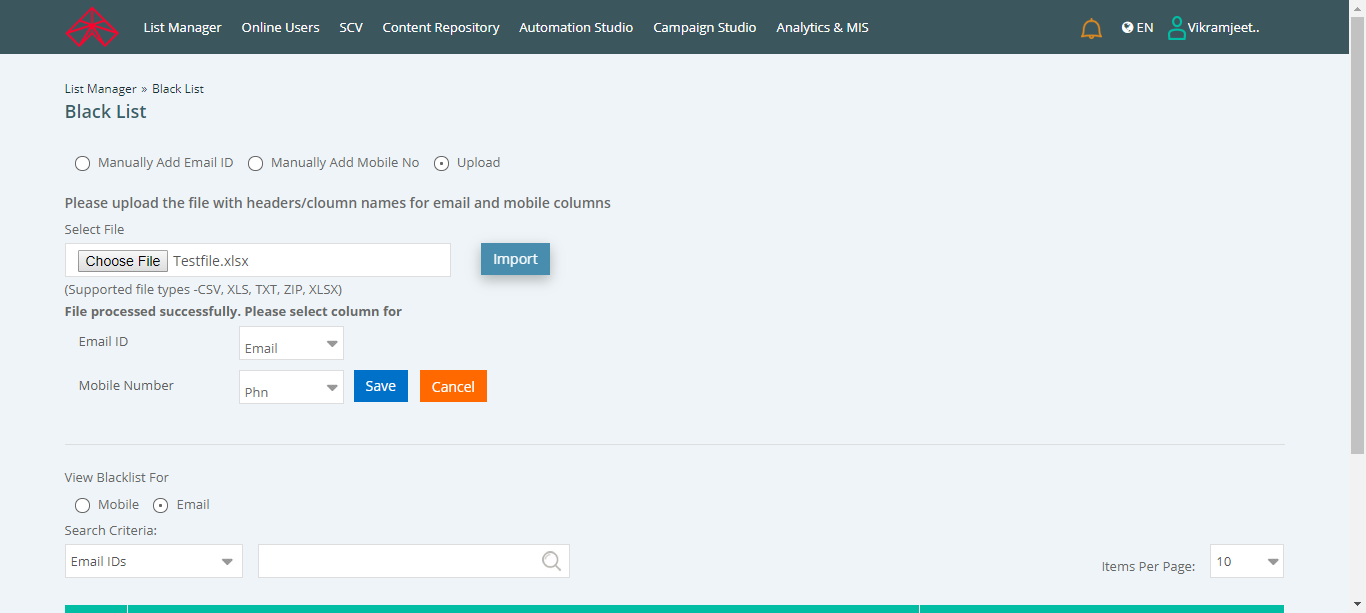 List Manager Online Users SCV Content Repository Automation Studio Campaign Studio Analytics & MIS EN Vikramjeet..
List Manager » Black List
Black List
Manually Add Email ID Manually Add Mobile No Upload
Please upload the file with headers/cloumn names for email and mobile columns
Select File
Choose File Testfile.xlsx Import
(Supported file types -CSV, XLS, TXT, ZIP, XLSX)
File processed successfully. Please select column for
Email ID Email
Mobile Number Phn Save Cancel
View Blacklist For
Mobile Email
Search Criteria:
Email IDs Items Per Page: 10